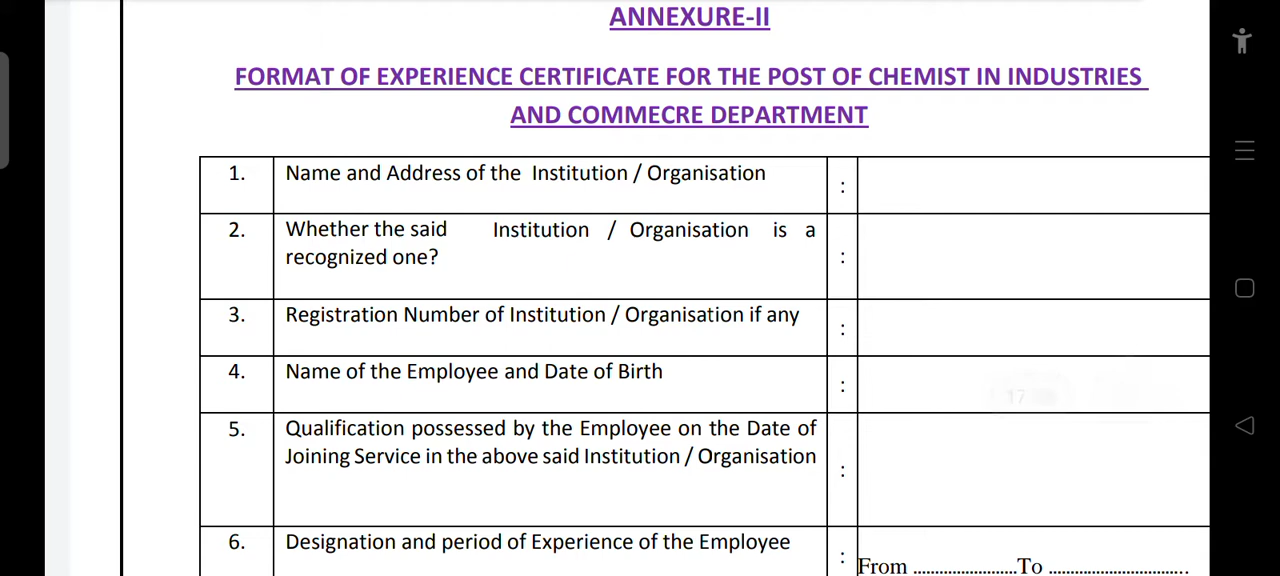 ANNEXURE-II
FORMAT OF EXPERIENCE CERTIFICATE FOR THE POST OF CHEMIST IN INDUSTRIES
AND COMMECRE DEPARTMENT
1. Name and Address of the Institution / Organisation :
2. Whether the said Institution / Organisation is a
recognized one? :
3. Registration Number of Institution / Organisation if any :
4. Name of the Employee and Date of Birth :
17
5. Qualification possessed by the Employee on the Date of
Joining Service in the above said Institution / Organisation :
6. Designation and period of Experience of the Employee :
From ........................To ................................